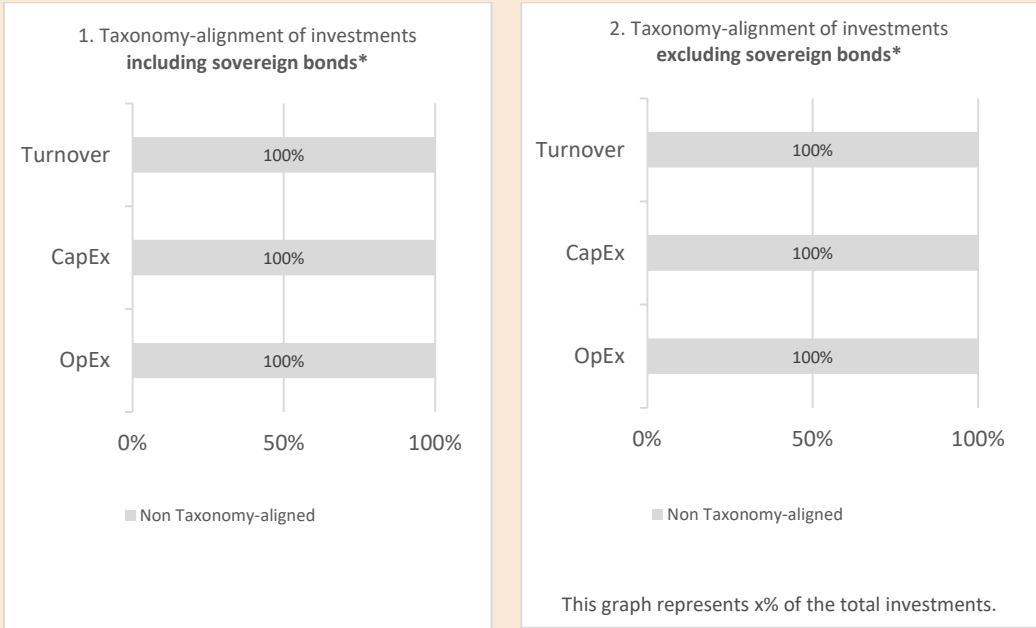 1. Taxonomy-alignment of investments
including sovereign bonds*
Turnover
100%
CapEx
100%
OpEx
100%
0%
50%
100%
Non Taxonomy-aligned
2. Taxonomy-alignment of investments
excluding sovereign bonds*
Turnover
100%
CapEx
100%
OpEx
100%
0%
50%
100%
Non Taxonomy-aligned
This graph represents x% of the total investments.